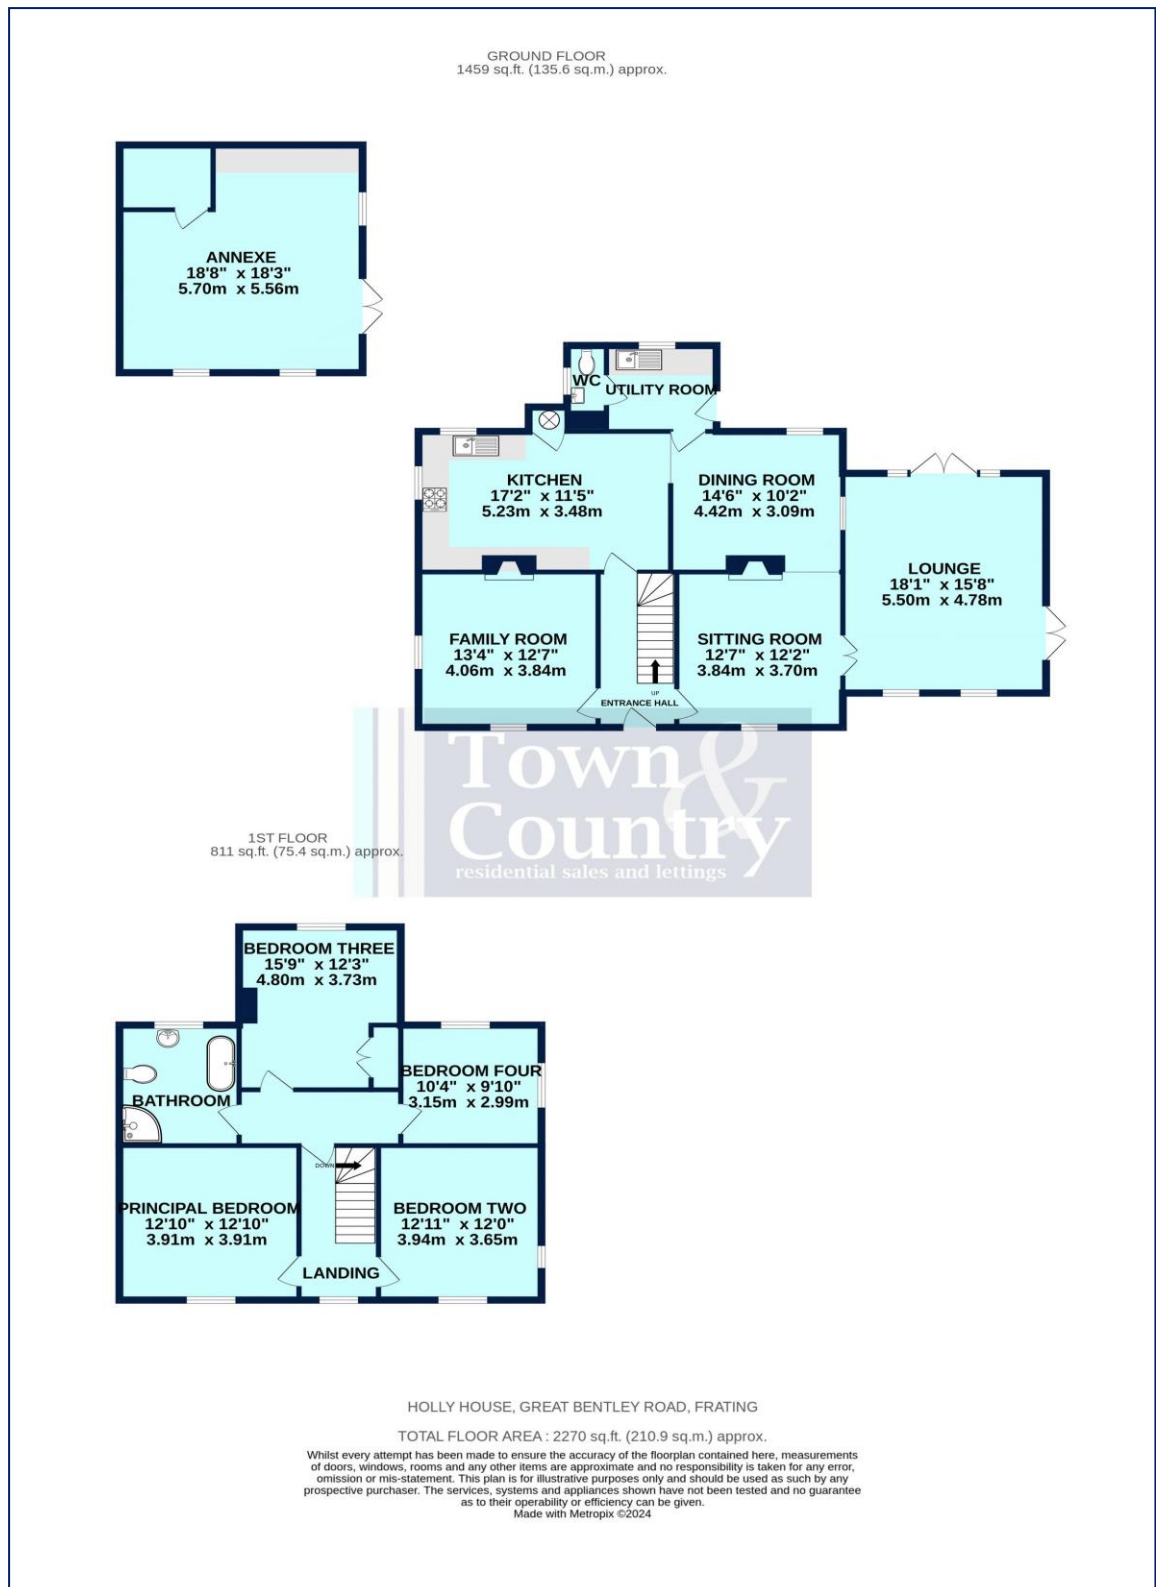 GROUND FLOOR
1459 sq.ft. (135.6 sq.m.) approx.
ANNEXE
18'8" x 18'3"
5.70m x 5.56m
WC
UTILITY ROOM
KITCHEN
17'2" x 11'5"
5.23m x 3.48m
DINING ROOM
14'6" x 10'2"
4.42m x 3.09m
LOUNGE
18'1" x 15'8"
5.50m x 4.78m
FAMILY ROOM
13'4" x 12'7"
4.06m x 3.84m
SITTING ROOM
12'7" x 12'2"
3.84m x 3.70m
UP
ENTRANCE HALL
Town &
Country
residential sales and lettings
1ST FLOOR
811 sq.ft. (75.4 sq.m.) approx.
BEDROOM THREE
15'9" x 12'3"
4.80m x 3.73m
BEDROOM FOUR
10'4" x 9'10"
3.15m x 2.99m
BATHROOM
DOWN
PRINCIPAL BEDROOM
12'10" x 12'10"
3.91m x 3.91m
BEDROOM TWO
12'11" x 12'0"
3.94m x 3.65m
LANDING
HOLLY HOUSE, GREAT BENTLEY ROAD, FRATING
TOTAL FLOOR AREA : 2270 sq.ft. (210.9 sq.m.) approx.
Whilst every attempt has been made to ensure the accuracy of the floorplan contained here, measurements
of doors, windows, rooms and any other items are approximate and no responsibility is taken for any error,
omission or mis-statement. This plan is for illustrative purposes only and should be used as such by any
prospective purchaser. The services, systems and appliances shown have not been tested and no guarantee
as to their operability or efficiency can be given.
Made with Metropix ©2024